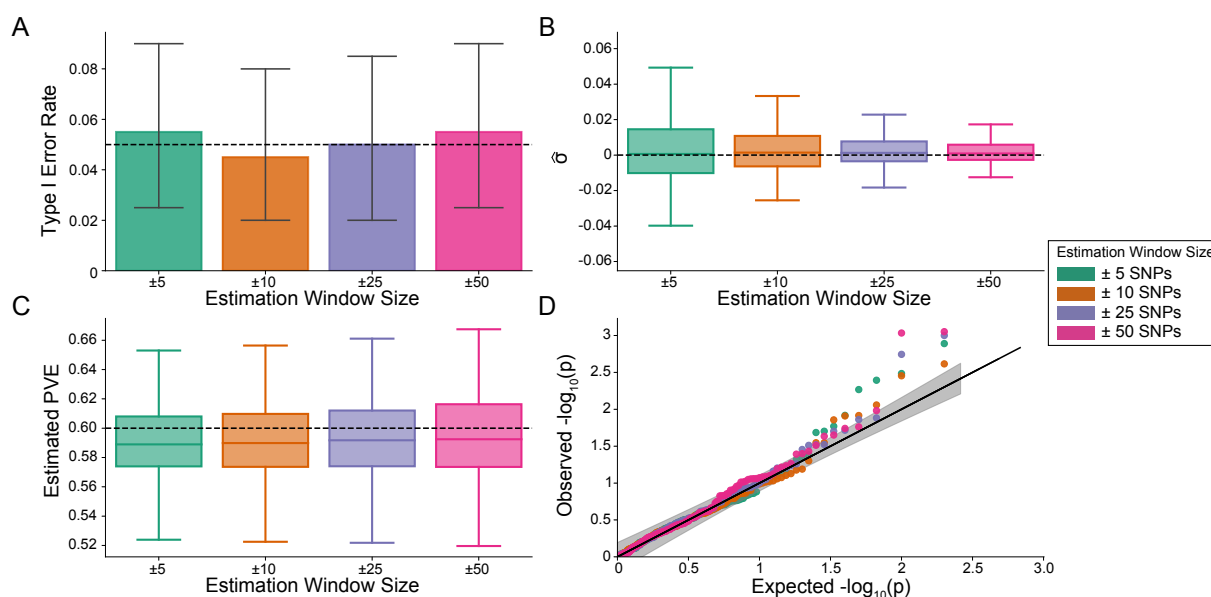 A
Type I Error Rate
0.08
0.06
0.04
0.02
0
±5
±10
±25
±50
Estimation Window Size
B
σ̂
0.06
0.04
0.02
0
-0.02
-0.04
-0.06
±5
±10
±25
±50
Estimation Window Size
Estimation Window Size
± 5 SNPs
± 10 SNPs
± 25 SNPs
± 50 SNPs
C
Estimated PVE
0.66
0.64
0.62
0.60
0.58
0.56
0.54
0.52
±5
±10
±25
±50
Estimation Window Size
D
Observed -log₁₀(p)
3
2.5
2
1.5
1
0.5
0.0
0
0.5
1
1.5
2
2.5
3.0
Expected -log₁₀(p)